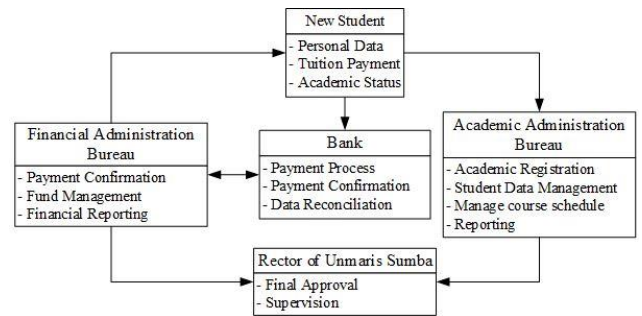 New Student
- Personal Data
- Tuition Payment
- Academic Status
Financial Administration
Bureau
- Payment Confirmation
- Fund Management
- Financial Reporting
Bank
- Payment Process
- Payment Confirmation
- Data Reconciliation
Academic Administration
Bureau
- Academic Registration
- Student Data Management
- Manage course schedule
- Reporting
Rector of Unmaris Sumba
- Final Approval
- Supervision